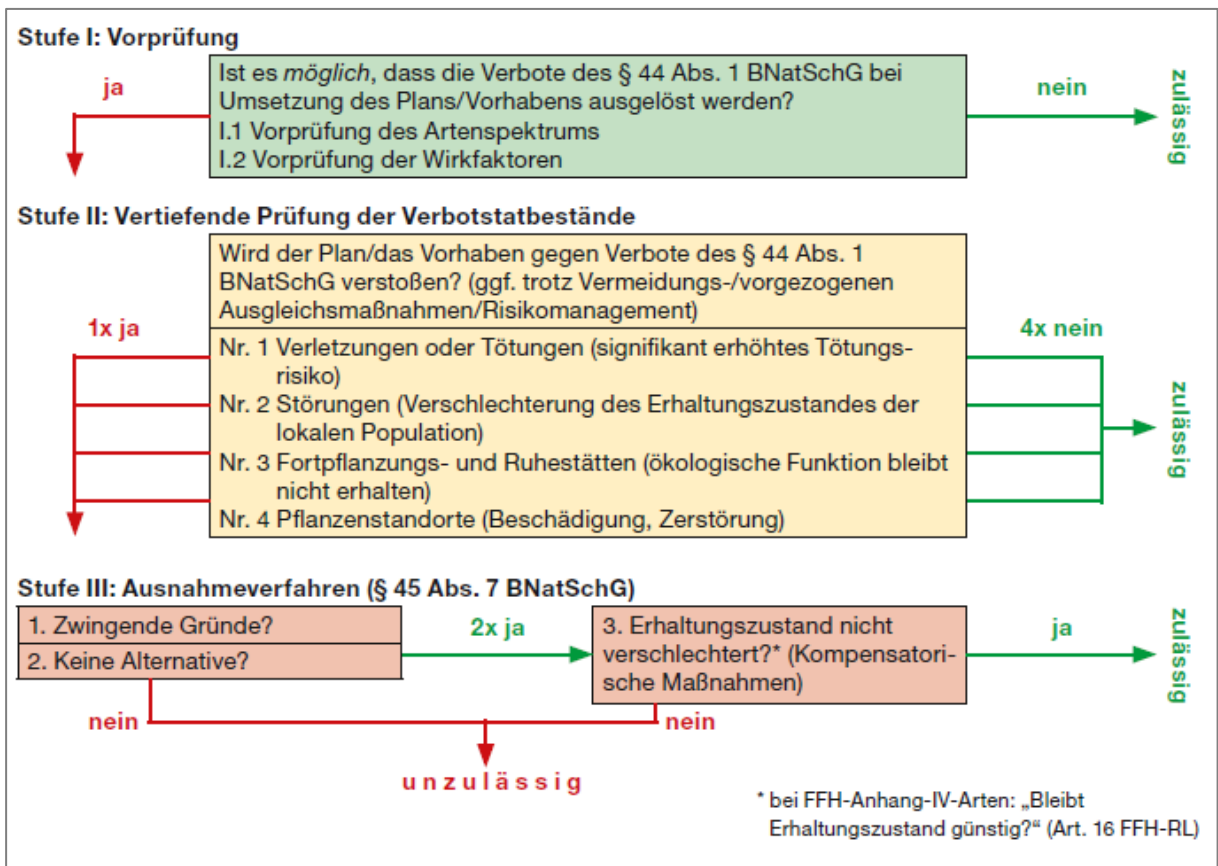 Stufe I: Vorprüfung
ja
Ist es möglich, dass die Verbote des § 44 Abs. 1 BNatSchG bei
Umsetzung des Plans/Vorhabens ausgelöst werden?
I.1 Vorprüfung des Artenspektrums
I.2 Vorprüfung der Wirkfaktoren
nein
zulässig
Stufe II: Vertiefende Prüfung der Verbotstatbestände
Wird der Plan/das Vorhaben gegen Verbote des § 44 Abs. 1
BNatSchG verstoßen? (ggf. trotz Vermeidungs-/vorgezogenen
Ausgleichsmaßnahmen/Risikomanagement)
1x ja
4x nein
Nr. 1 Verletzungen oder Tötungen (signifikant erhöhtes Tötungs-
risiko)
Nr. 2 Störungen (Verschlechterung des Erhaltungszustandes der
lokalen Population)
Nr. 3 Fortpflanzungs- und Ruhestätten (ökologische Funktion bleibt
nicht erhalten)
Nr. 4 Pflanzenstandorte (Beschädigung, Zerstörung)
zulässig
Stufe III: Ausnahmeverfahren (§ 45 Abs. 7 BNatSchG)
1. Zwingende Gründe?
2. Keine Alternative?
2x ja
3. Erhaltungszustand nicht
verschlechtert?* (Kompensatori-
sche Maßnahmen)
ja
zulässig
nein
nein
unzulässig
* bei FFH-Anhang-IV-Arten: „Bleibt
Erhaltungszustand günstig?“ (Art. 16 FFH-RL)